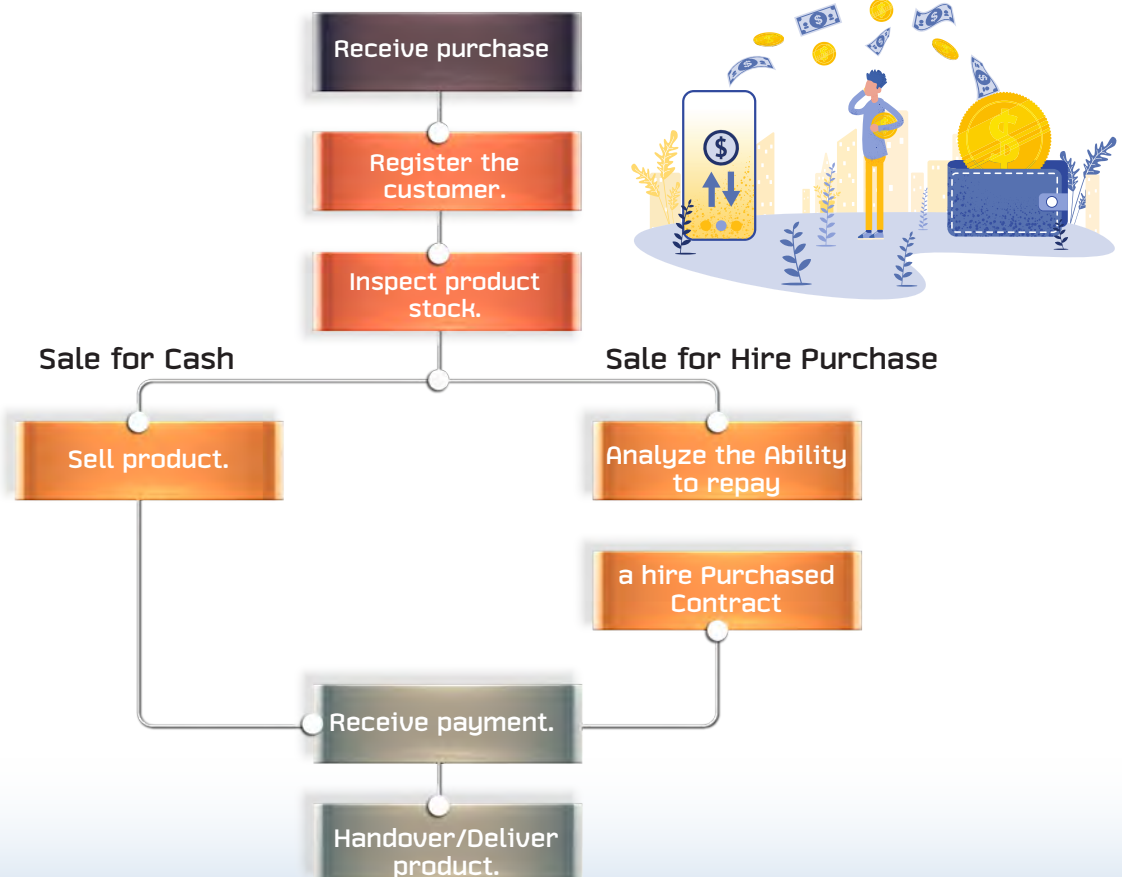 Receive purchase
Register the
customer.
Inspect product
stock.
Sale for Cash
Sale for Hire Purchase
Sell product.
Analyze the Ability
to repay
a hire Purchased
Contract
Receive payment.
Handover/Deliver
product.